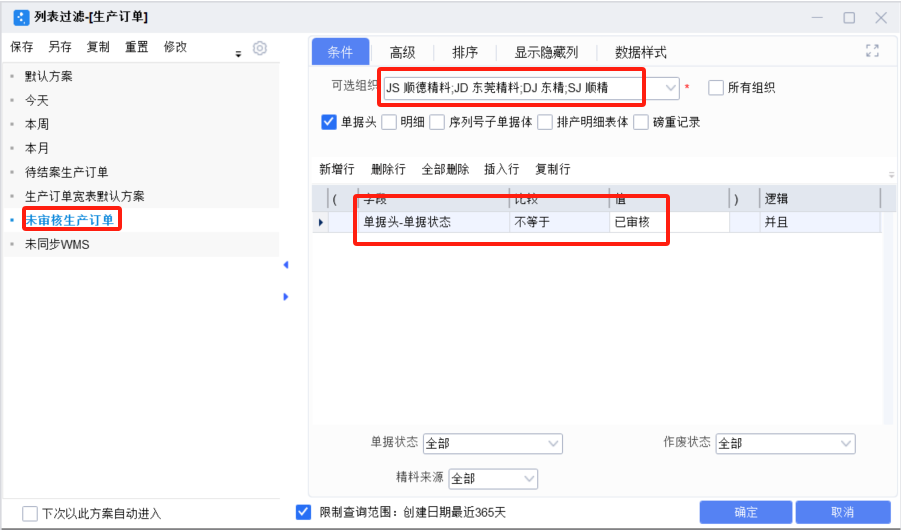 列表过滤-[生产订单]
保存 另存 复制 重置 修改
默认方案
今天
本周
本月
待结案生产订单
生产订单宽表默认方案
未审核生产订单
未同步WMS
下次以此方案自动进入
条件 高级 排序 显示隐藏列 数据样式
可选组织 JS 顺德精料;JD 东莞精料;DJ 东精;SJ 顺精 * 所有组织
单据头 明细 序列号子单据体 排产明细表体 磅重记录
新增行 删除行 全部删除 插入行 复制行
( 字段 比较 值 ) 逻辑
单据头-单据状态 不等于 已审核 并且
单据状态 全部 作废状态 全部
精料来源 全部
限制查询范围：创建日期最近365天 确定 取消